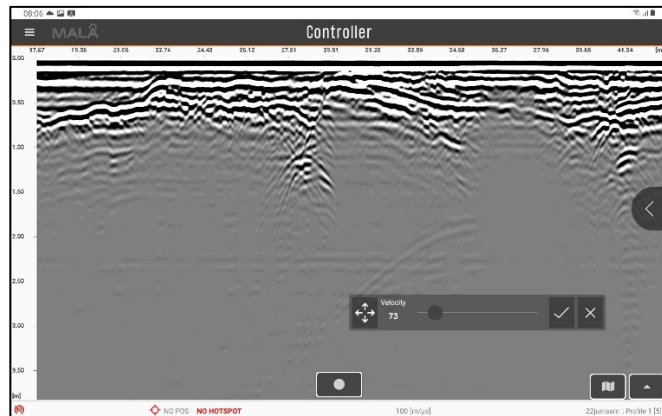 08:06
MALÅ
Controller
17.67 19.36 21.05 22.74 24.43 26.12 27.81 29.51 31.20 32.89 34.58 36.27 37.96 39.65 41.34 [m
0.00
0.50
1.00
1.50
2.00
Velocity
73
3.00
3.50
[m]
NO POS NO HOTSPOT 100 [m/µs] 22junisem : Profile 1 [5]